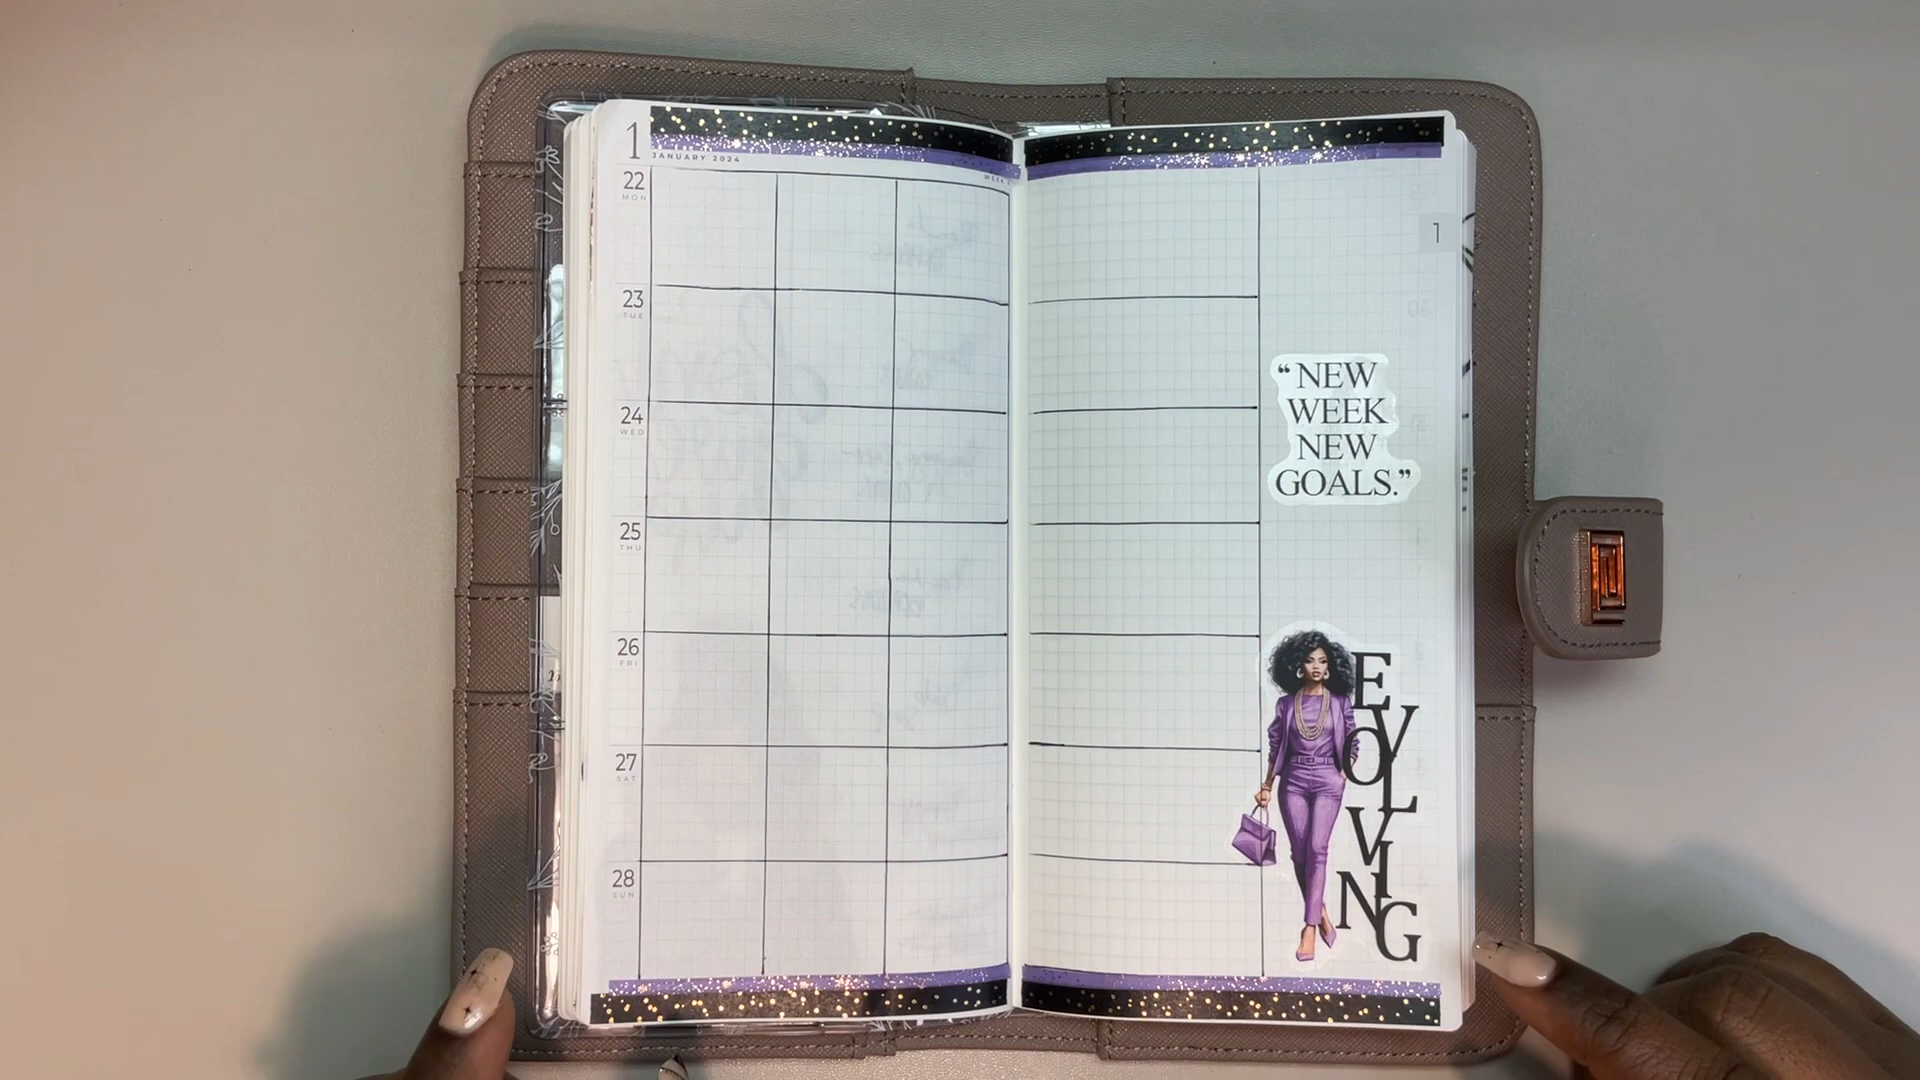 1
JANUARY 2024
WEEK
22
MON
23
TUE
24
WED
25
THU
26
FRI
27
SAT
28
SUN
1
“NEW
WEEK
NEW
GOALS.”
EVOLVING